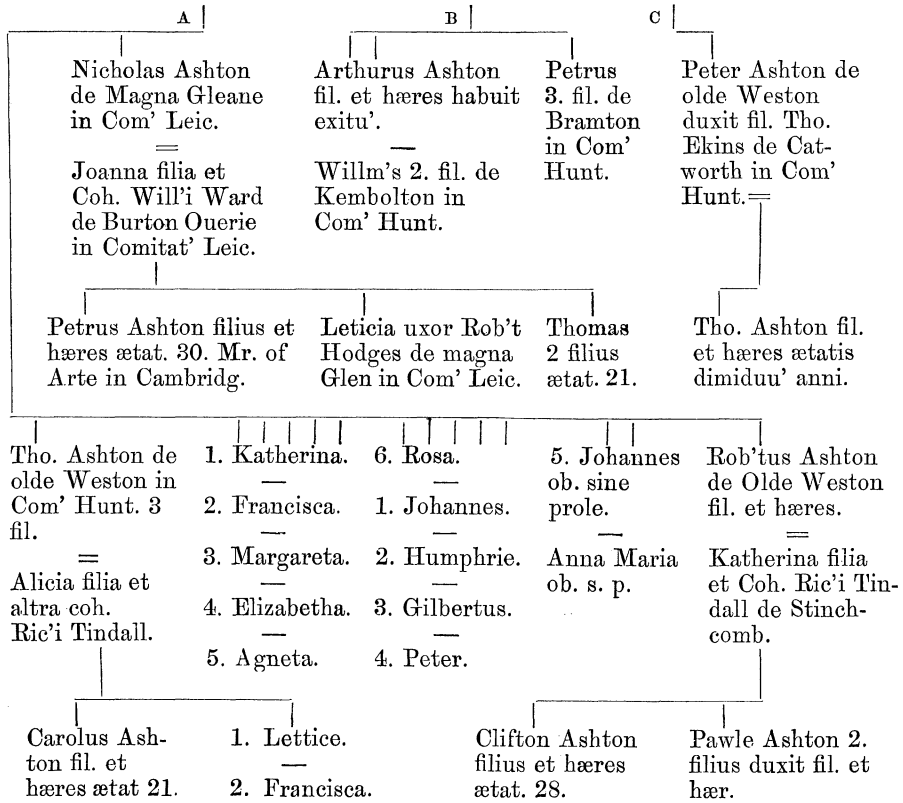 A
B
C
Nicholas Ashton
de Magna Gleane
in Com' Leic.
=
Joanna filia et
Coh. Will'i Ward
de Burton Ouerie
in Comitat' Leic.
Arthurus Ashton
fil. et hæres habuit
exitu'.
—
Willm's 2. fil. de
Kembolton in
Com' Hunt.
Petrus
3. fil. de
Bramton
in Com'
Hunt.
Peter Ashton de
olde Weston
duxit fil. Tho.
Ekins de Cat-
worth in Com'
Hunt.=
Petrus Ashton filius et
hæres ætat. 30. Mr. of
Arte in Cambridg.
Leticia uxor Rob't
Hodges de magna
Glen in Com' Leic.
Thomas
2 filius
ætat. 21.
Tho. Ashton fil.
et hæres ætatis
dimiduu' anni.
Tho. Ashton de
olde Weston in
Com' Hunt. 3
fil.
=
Alicia filia et
altra coh.
Ric'i Tindall.
1. Katherina.
—
2. Francisca.
—
3. Margareta.
—
4. Elizabetha.
—
5. Agneta.
6. Rosa.
—
1. Johannes.
—
2. Humphrie.
—
3. Gilbertus.
—
4. Peter.
5. Johannes
ob. sine
prole.
—
Anna Maria
ob. s. p.
Rob'tus Ashton
de Olde Weston
fil. et hæres.
=
Katherina filia
et Coh. Ric'i Tin-
dall de Stinch-
comb.
Carolus Ash-
ton fil. et
hæres ætat 21.
1. Lettice.
—
2. Francisca.
Clifton Ashton
filius et hæres
ætat. 28.
Pawle Ashton 2.
filius duxit fil. et
hær.